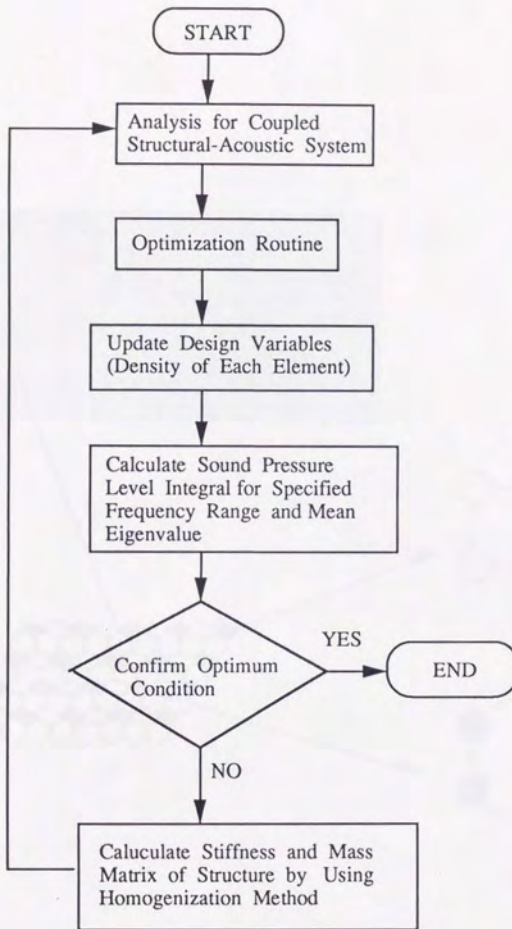 START
Analysis for Coupled
Structural-Acoustic System
Optimization Routine
Update Design Variables
(Density of Each Element)
Calculate Sound Pressure
Level Integral for Specified
Frequency Range and Mean
Eigenvalue
Confirm Optimum
Condition
YES
END
NO
Caluculate Stiffness and Mass
Matrix of Structure by Using
Homogenization Method